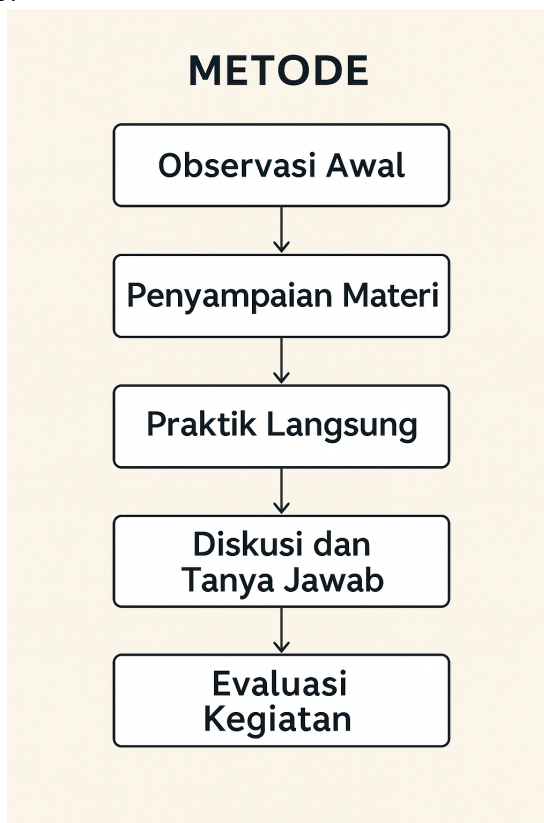 METODE
Observasi Awal
Penyampaian Materi
Praktik Langsung
Diskusi dan
Tanya Jawab
Evaluasi
Kegiatan